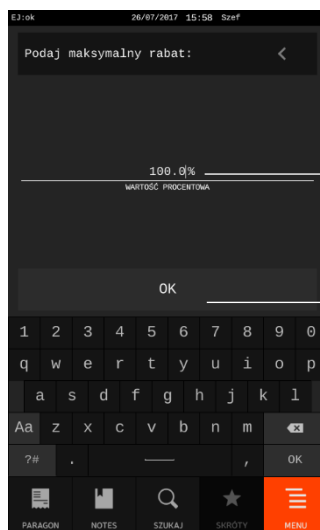 EJ:ok 26/07/2017 15:58 Szef
Podaj maksymalny rabat: <
100.0%
WARTOŚĆ PROCENTOWA
OK
1 2 3 4 5 6 7 8 9 0
q w e r t y u i o p
a s d f g h j k l
Aa z x c v b n m
?# . , OK
PARAGON NOTES SZUKAJ SKRÓTY MENU